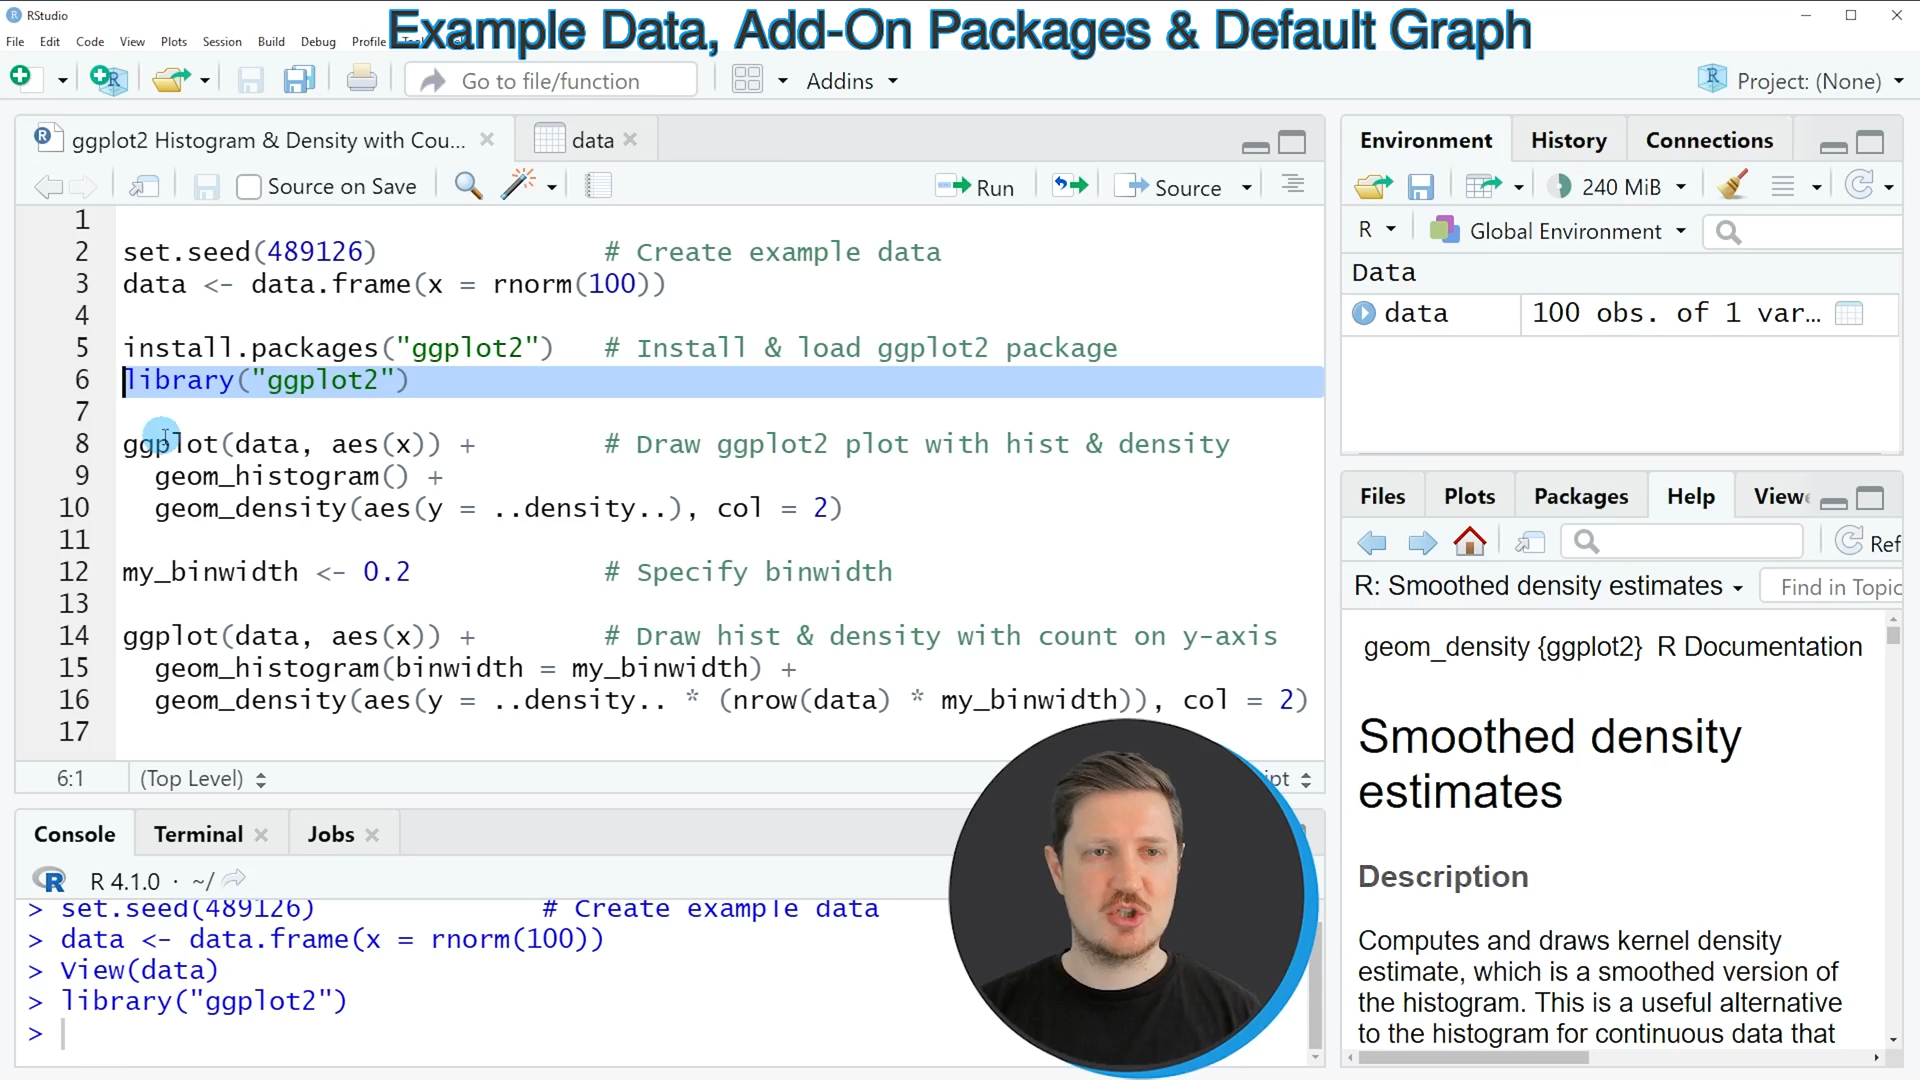 RStudio
Example Data, Add-On Packages & Default Graph
File Edit Code View Plots Session Build Debug Profile
Go to file/function
Addins
Project: (None)
ggplot2 Histogram & Density with Cou...
data
Source on Save
Run
Source
1
2 set.seed(489126) # Create example data
3 data <- data.frame(x = rnorm(100))
4
5 install.packages("ggplot2") # Install & load ggplot2 package
6 library("ggplot2")
7
8 ggplot(data, aes(x)) + # Draw ggplot2 plot with hist & density
9 geom_histogram() +
10 geom_density(aes(y = ..density..), col = 2)
11
12 my_binwidth <- 0.2 # Specify binwidth
13
14 ggplot(data, aes(x)) + # Draw hist & density with count on y-axis
15 geom_histogram(binwidth = my_binwidth) +
16 geom_density(aes(y = ..density.. * (nrow(data) * my_binwidth)), col = 2)
17
6:1 (Top Level)
Console Terminal Jobs
R 4.1.0 · ~/
> set.seed(489126) # Create example data
> data <- data.frame(x = rnorm(100))
> View(data)
> library("ggplot2")
>
Environment History Connections
240 MiB
R Global Environment
Data
data 100 obs. of 1 var...
Files Plots Packages Help View
Ref
R: Smoothed density estimates Find in Topic
geom_density {ggplot2} R Documentation
Smoothed density
estimates
Description
Computes and draws kernel density
estimate, which is a smoothed version of
the histogram. This is a useful alternative
to the histogram for continuous data that